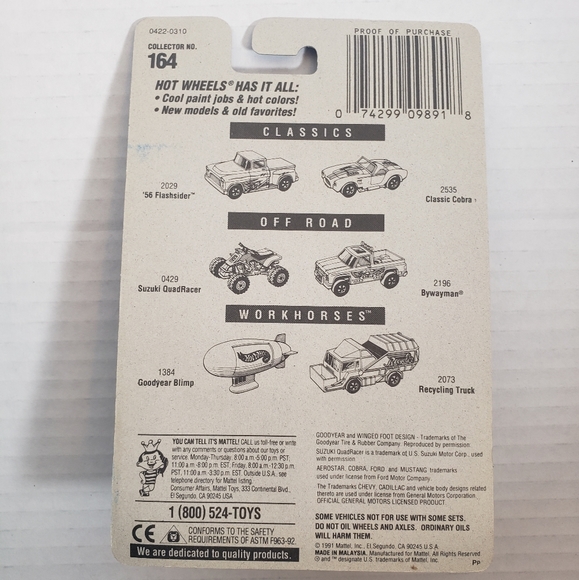 0422-0310
COLLECTOR NO.
164
PROOF OF PURCHASE
0 74299 09891 8
HOT WHEELS® HAS IT ALL:
• Cool paint jobs & hot colors!
• New models & old favorites!
CLASSICS
2029
'56 Flashsider™
2535
Classic Cobra
OFF ROAD
0429
Suzuki QuadRacer
2196
Bywayman®
WORKHORSES™
1384
Goodyear Blimp
2073
Recycling Truck
YOU CAN TELL IT'S MATTEL! CALL us toll-free or write
with any comments or questions about our toys or
service. Monday-Thursday: 8:00 a.m.-5:00 p.m. PST,
11:00 a.m.-8:00 p.m. EST, Friday, 8:00 a.m.-12:30 p.m.
PST, 11:00 a.m.-3:30 p.m. EST. Outside U.S.A. see
telephone directory for Mattel listing.
Consumer Affairs, Mattel Toys, 333 Continental Blvd.,
El Segundo, CA 90245 USA
1 (800) 524-TOYS
CE
CONFORMS TO THE SAFETY
REQUIREMENTS OF ASTM F963-92.
We are dedicated to quality products.
GOODYEAR and WINGED FOOT DESIGN - Trademarks of The
Goodyear Tire & Rubber Company. Reproduced by permission.
SUZUKI QuadRacer is a trademark of U.S. Suzuki Motor Corp., used
with permission
AEROSTAR, COBRA, FORD, and MUSTANG trademarks
used under license from Ford Motor Company.
The Trademarks CHEVY, CADILLAC and vehicle body designs related
thereto are used under license from General Motors Corporation.
OFFICIAL GENERAL MOTORS LICENSED PRODUCT.
SOME VEHICLES NOT FOR USE WITH SOME SETS.
DO NOT OIL WHEELS AND AXLES. ORDINARY OILS
WILL HARM THEM.
© 1991 Mattel, Inc., El Segundo, CA 90245 U.S.A.
MADE IN MALAYSIA. Manufactured for Mattel. All Rights Reserved
® and ™ designate U.S. trademarks of Mattel, Inc.
PP